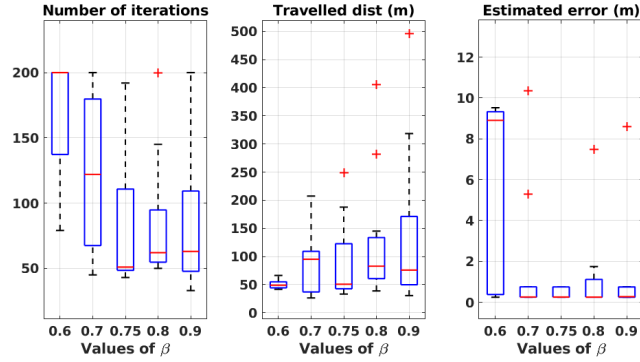 Number of iterations
200
150
100
50
0.6 0.7 0.75 0.8 0.9
Values of β
Travelled dist (m)
500
450
400
350
300
250
200
150
100
50
0
0.6 0.7 0.75 0.8 0.9
Values of β
Estimated error (m)
12
10
8
6
4
2
0
0.6 0.7 0.75 0.8 0.9
Values of β